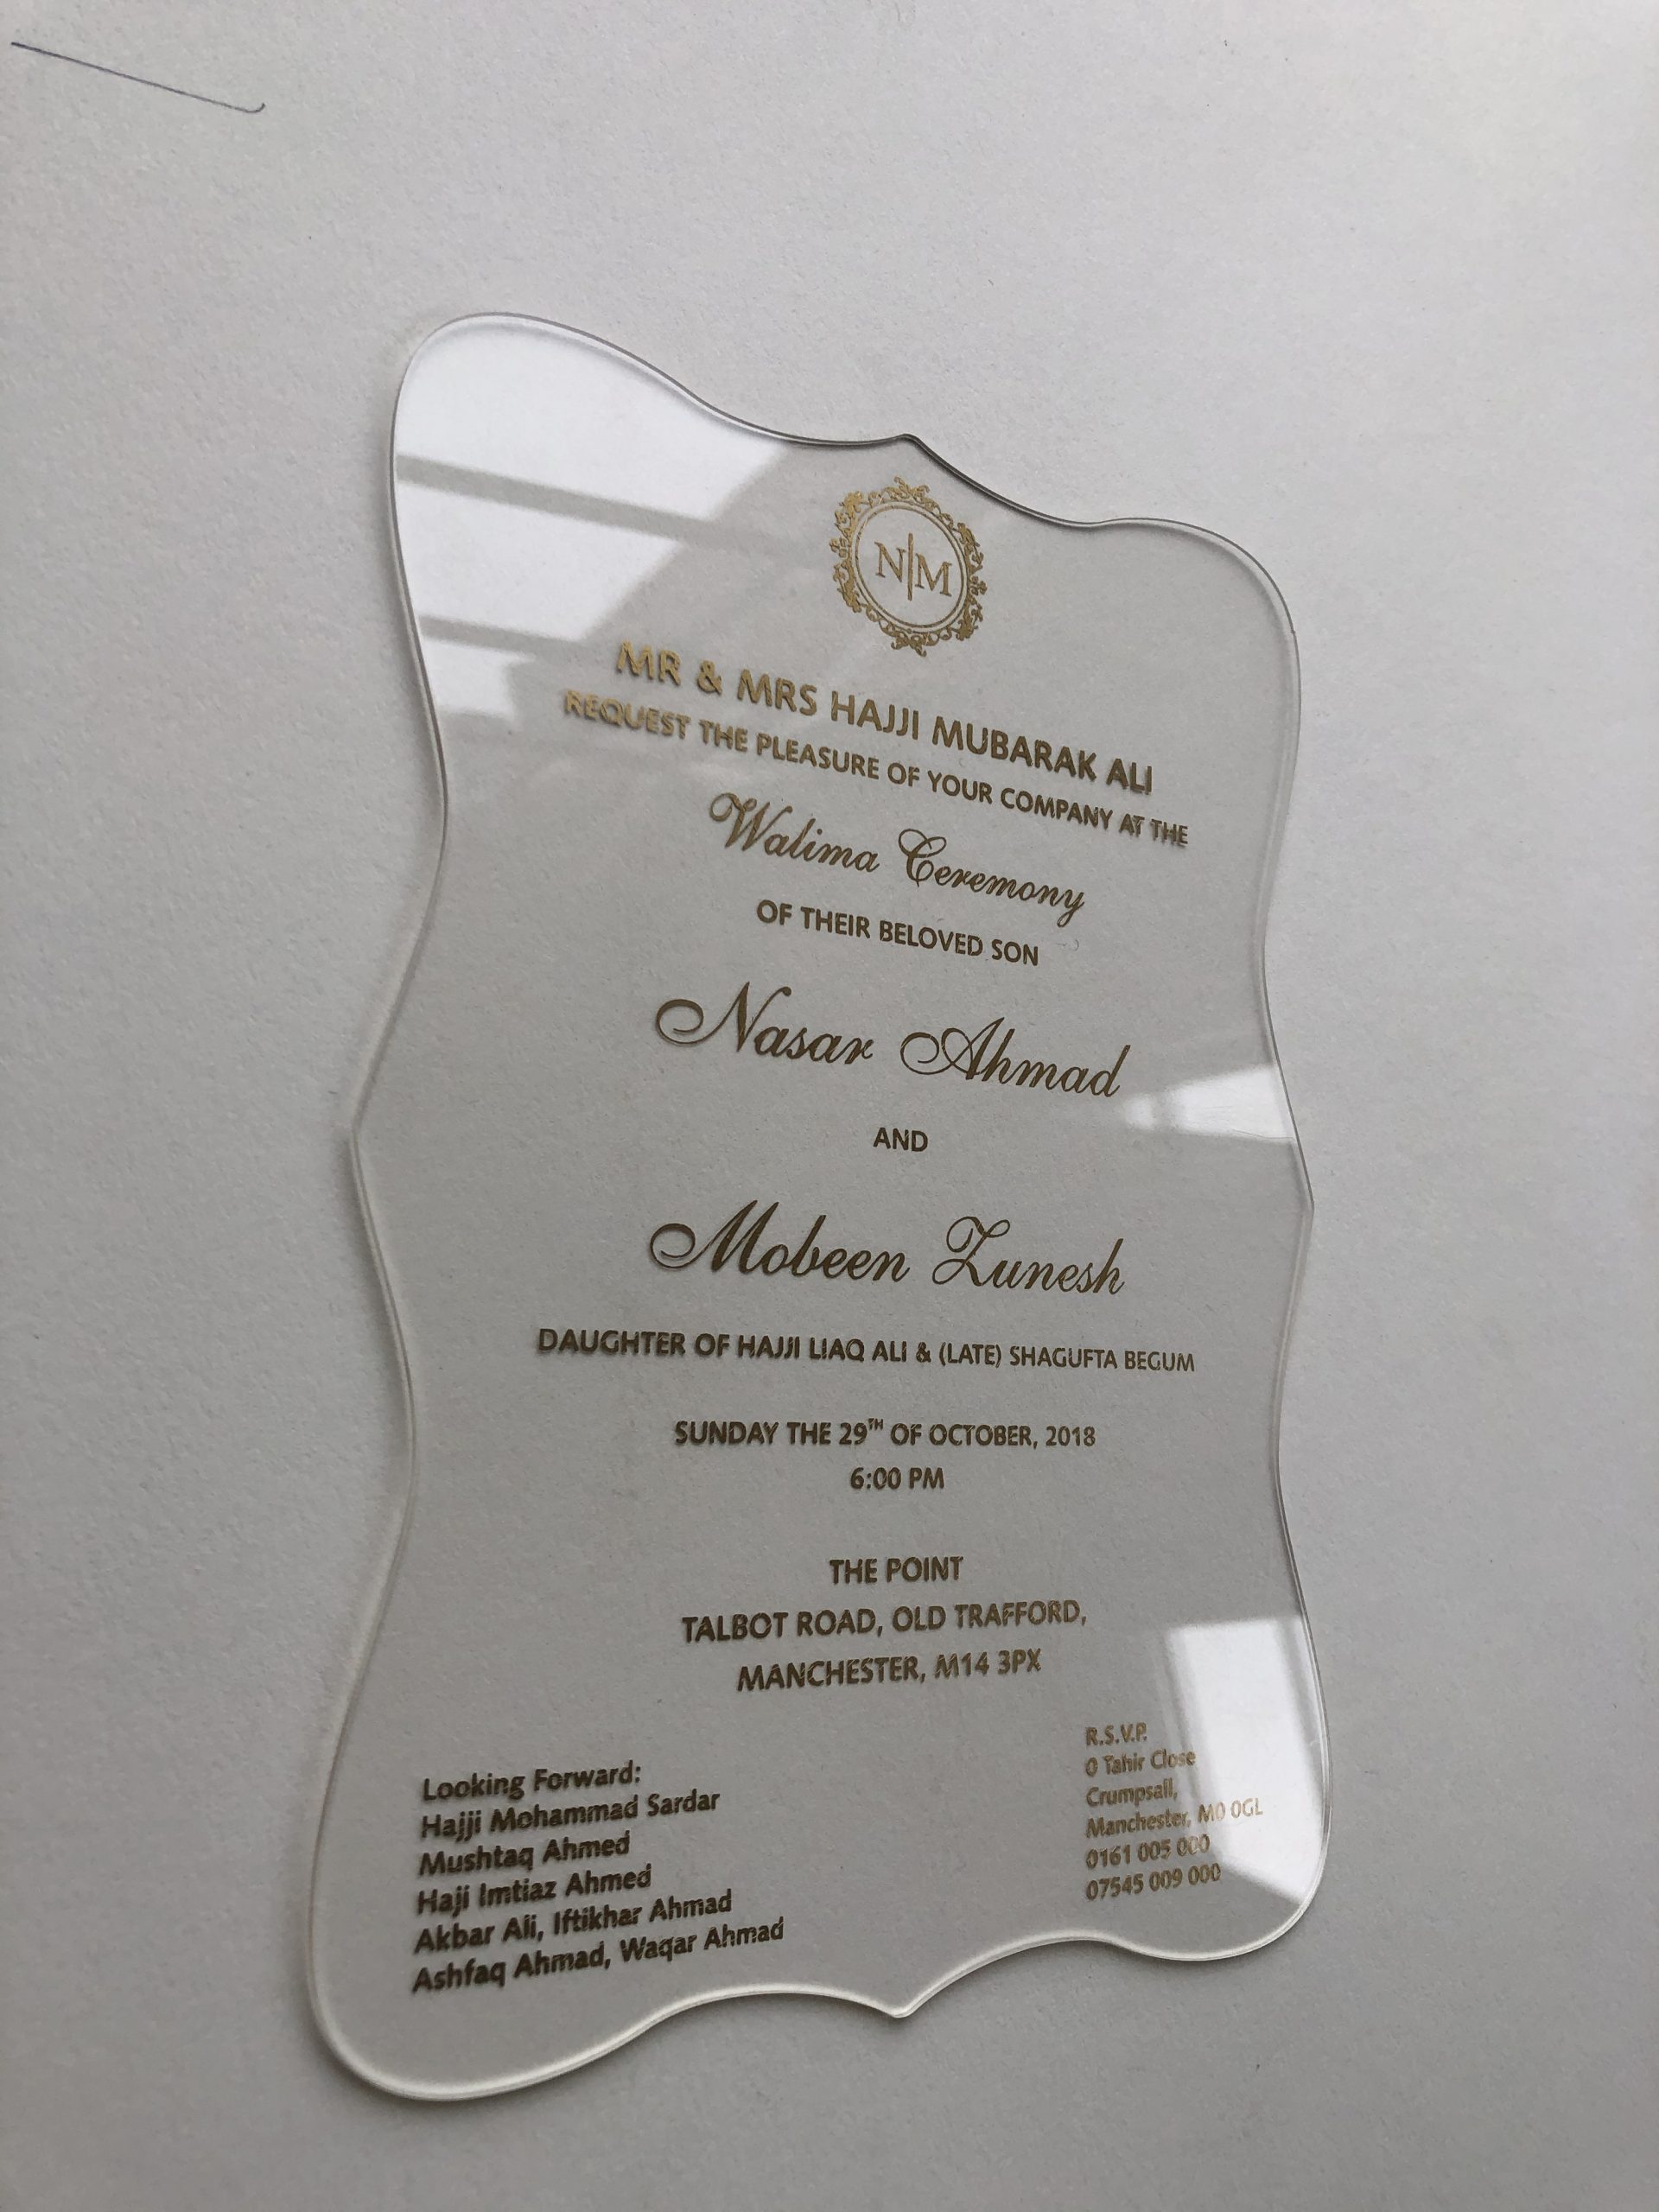 N|M
MR & MRS HAJJI MUBARAK ALI
REQUEST THE PLEASURE OF YOUR COMPANY AT THE
Walima Ceremony
OF THEIR BELOVED SON
Nasar Ahmad
AND
Mobeen Zunesh
DAUGHTER OF HAJJI LIAQ ALI & (LATE) SHAGUFTA BEGUM
SUNDAY THE 29TH OF OCTOBER, 2018
6:00 PM
THE POINT
TALBOT ROAD, OLD TRAFFORD,
MANCHESTER, M14 3PX
Looking Forward:
Hajji Mohammad Sardar
Mushtaq Ahmed
Haji Imtiaz Ahmed
Akbar Ali, Iftikhar Ahmad
Ashfaq Ahmad, Waqar Ahmad
R.S.V.P.
0 Tahir Close
Crumpsall,
Manchester, M0 0GL
0161 005 000
07545 009 000